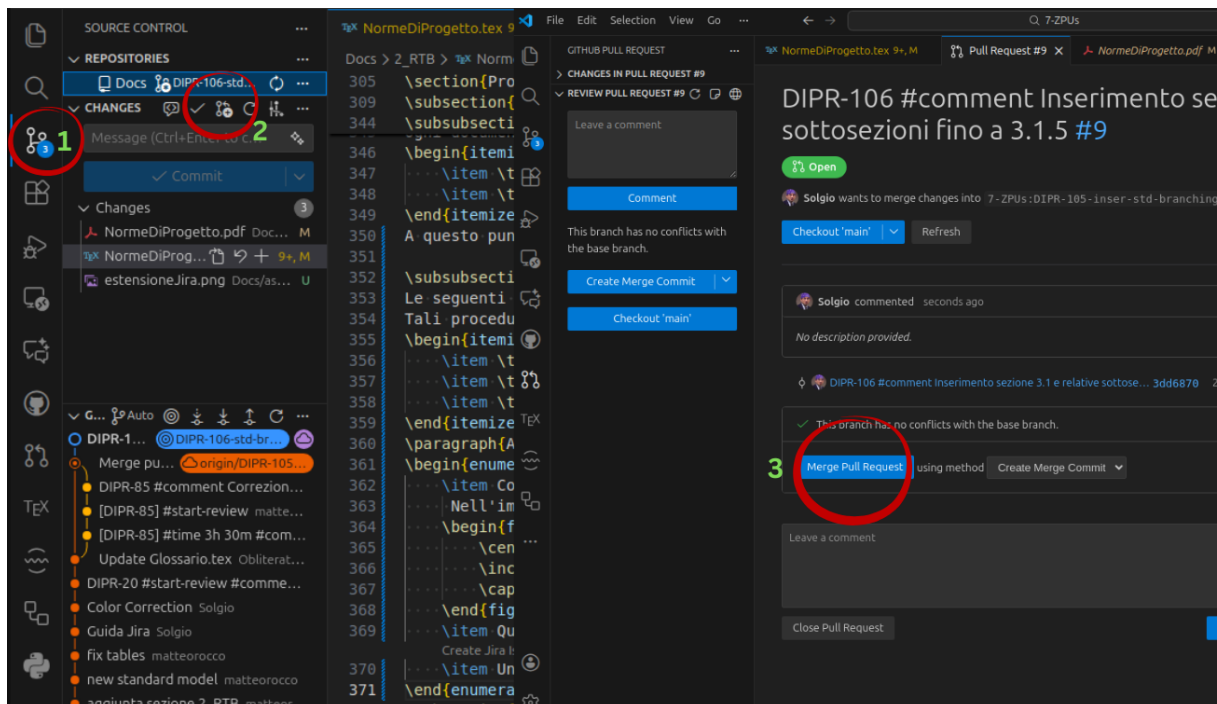 SOURCE CONTROL ...
REPOSITORIES ...
Docs DIPR-106-std...
CHANGES ...
2
1
3
Message (Ctrl+Enter to c...
Commit
Changes 3
NormeDiProgetto.pdf Doc... M
NormeDiProg... 9+, M
estensioneJira.png Docs/as... U
G... Auto ...
DIPR-1... DIPR-106-std-br...
Merge pu... origin/DIPR-105...
DIPR-85 #comment Correzion...
[DIPR-85] #start-review matte...
[DIPR-85] #time 3h 30m #com...
Update Glossario.tex Obliterat...
DIPR-20 #start-review #comme...
Color Correction Solgio
Guida Jira Solgio
fix tables matteorocco
new standard model matteorocco
aggiunta sezione 2 RTB matteos
TEX
TEX NormeDiProgetto.tex 9
Docs > 2_RTB > TEX Norm
305 \section{Pro
309 \subsection{
344 \subsubsecti
346 \begin{itemi
347 \item \t
348 \item \t
349 \end{itemize
350 A questo pun
351
352 \subsubsecti
353 Le seguenti
354 Tali procedu
355 \begin{itemi
356 \item \t
357 \item \t
358 \item \t
359 \end{itemize
360 \paragraph{A
361 \begin{enume
362 \item Co
363 Nell'im
364 \begin{f
365 \cen
366 \inc
367 \cap
368 \end{fig
369 \item Qu
Create Jira Is
370 \item Un
371 \end{enumera
File Edit Selection View Go ...
7-ZPUs
3
TEX
...
GITHUB PULL REQUEST ...
CHANGES IN PULL REQUEST #9
REVIEW PULL REQUEST #9
Leave a comment
Comment
This branch has no conflicts with
the base branch.
Create Merge Commit
Checkout 'main'
TEX NormeDiProgetto.tex 9+, M Pull Request #9 NormeDiProgetto.pdf M
DIPR-106 #comment Inserimento se
sottosezioni fino a 3.1.5 #9
Open
Solgio wants to merge changes into 7-ZPUs:DIPR-105-inser-std-branching
Checkout 'main' Refresh
Solgio commented seconds ago
No description provided.
DIPR-106 #comment Inserimento sezione 3.1 e relative sottose... 3dd6870 2
This branch has no conflicts with the base branch.
3 Merge Pull Request using method Create Merge Commit
Leave a comment
Close Pull Request